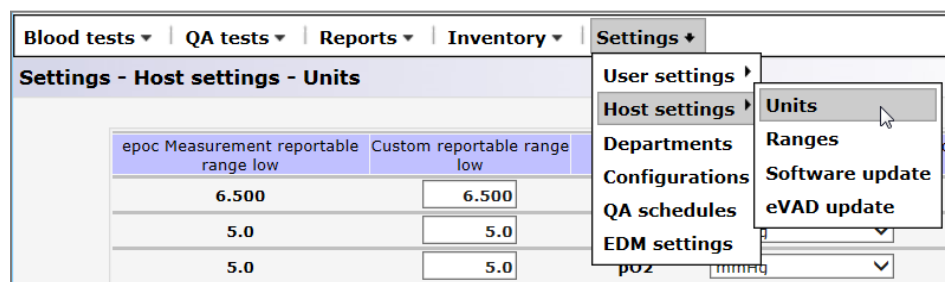 Blood tests QA tests Reports Inventory Settings
Settings - Host settings - Units
User settings
Host settings
Departments
Configurations
QA schedules
EDM settings
Units
Ranges
Software update
eVAD update
epoc Measurement reportable range low
Custom reportable range low
6.500 6.500
5.0 5.0
5.0 5.0 pO2 mmHg